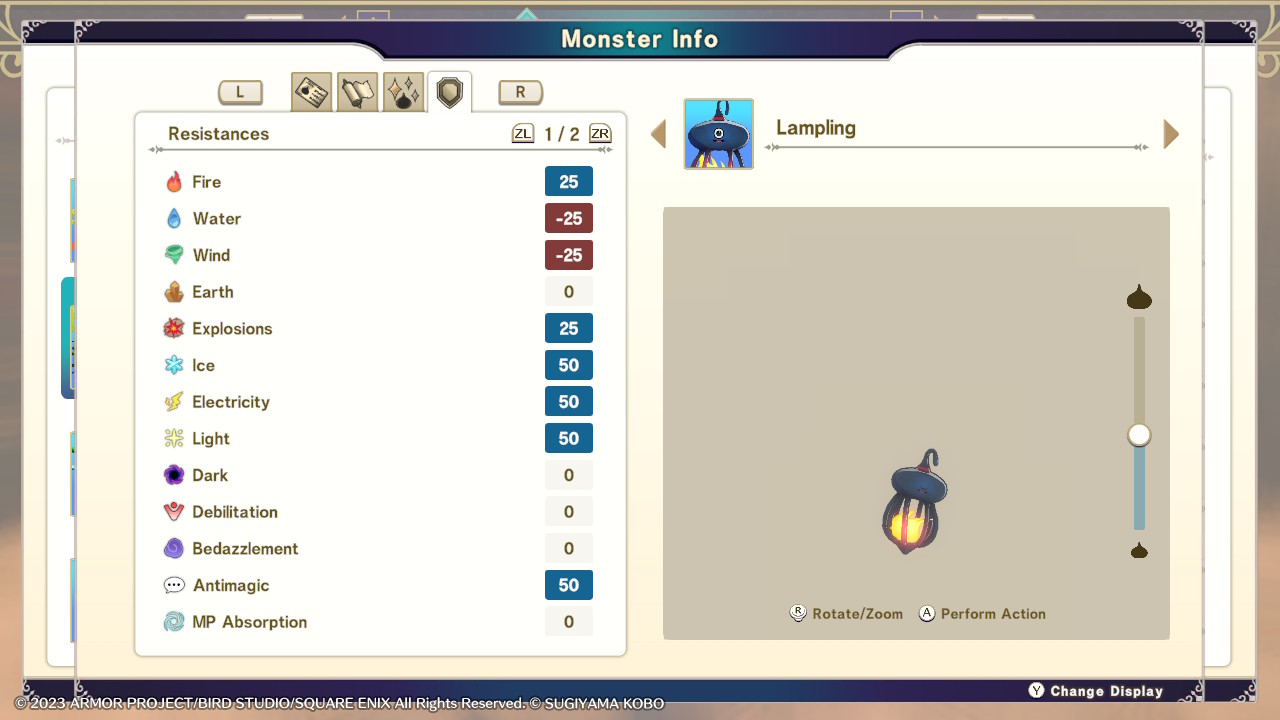 Monster Info
L
R
Resistances
ZL 1 / 2 ZR
Fire 25
Water -25
Wind -25
Earth 0
Explosions 25
Ice 50
Electricity 50
Light 50
Dark 0
Debilitation 0
Bedazzlement 0
Antimagic 50
MP Absorption 0
Lampling
R Rotate/Zoom A Perform Action
Y Change Display
© 2023 ARMOR PROJECT/BIRD STUDIO/SQUARE ENIX All Rights Reserved. © SUGIYAMA KOBO